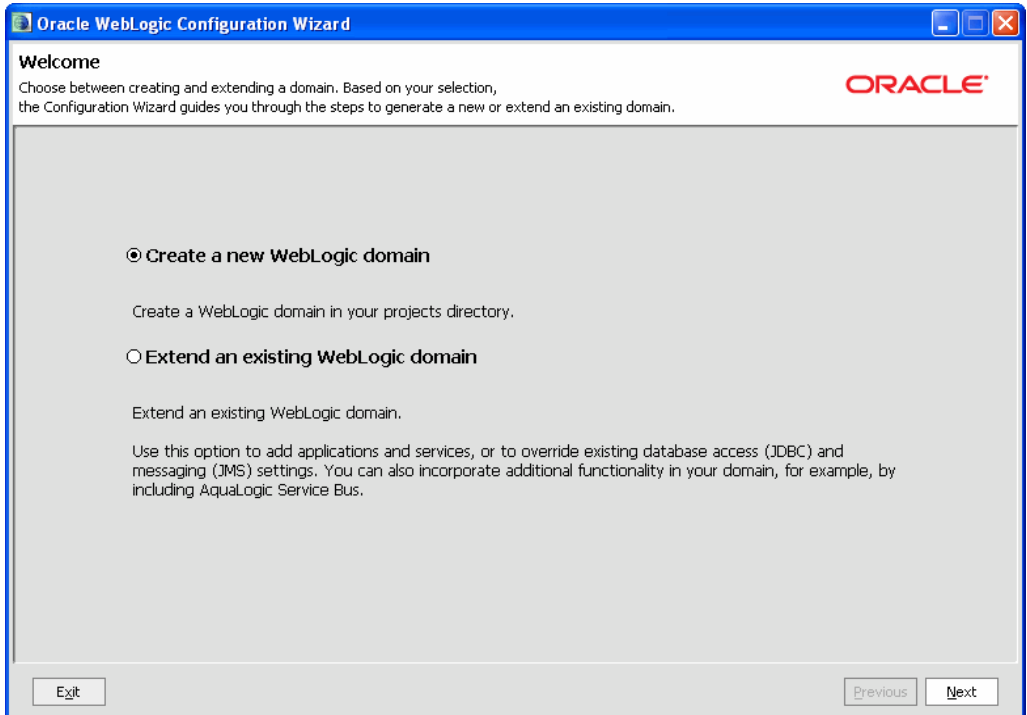 Oracle WebLogic Configuration Wizard
Welcome
Choose between creating and extending a domain. Based on your selection,
the Configuration Wizard guides you through the steps to generate a new or extend an existing domain.
ORACLE
Create a new WebLogic domain
Create a WebLogic domain in your projects directory.
Extend an existing WebLogic domain
Extend an existing WebLogic domain.
Use this option to add applications and services, or to override existing database access (JDBC) and
messaging (JMS) settings. You can also incorporate additional functionality in your domain, for example, by
including AquaLogic Service Bus.
Exit
Previous
Next